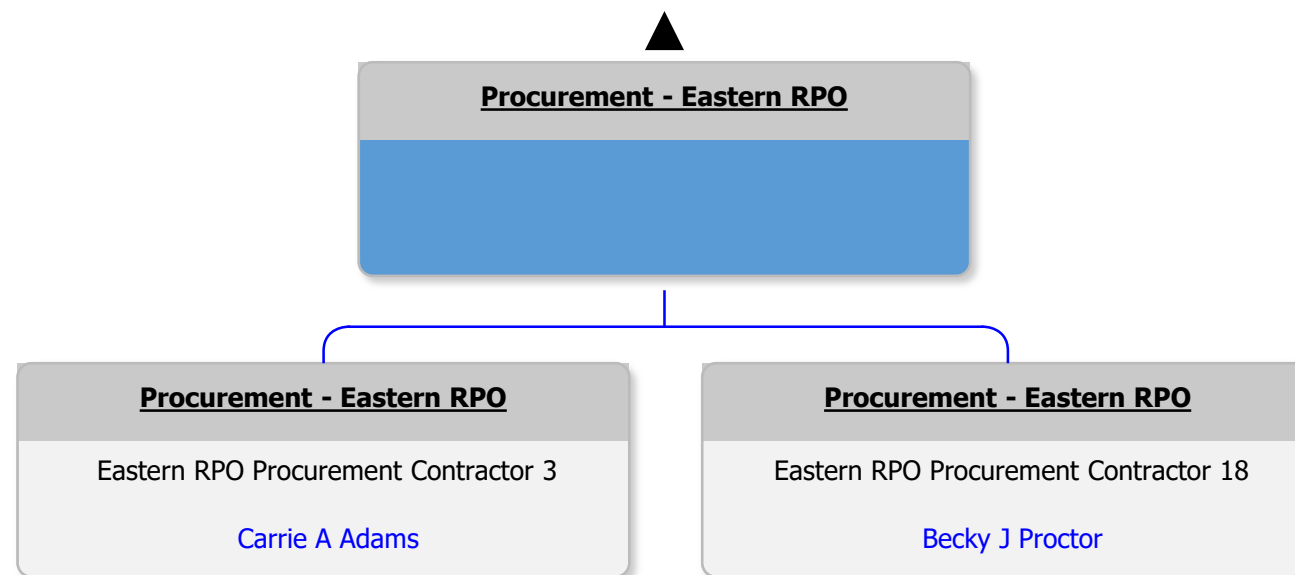 Procurement - Eastern RPO
Procurement - Eastern RPO
Eastern RPO Procurement Contractor 3
Carrie A Adams
Procurement - Eastern RPO
Eastern RPO Procurement Contractor 18
Becky J Proctor